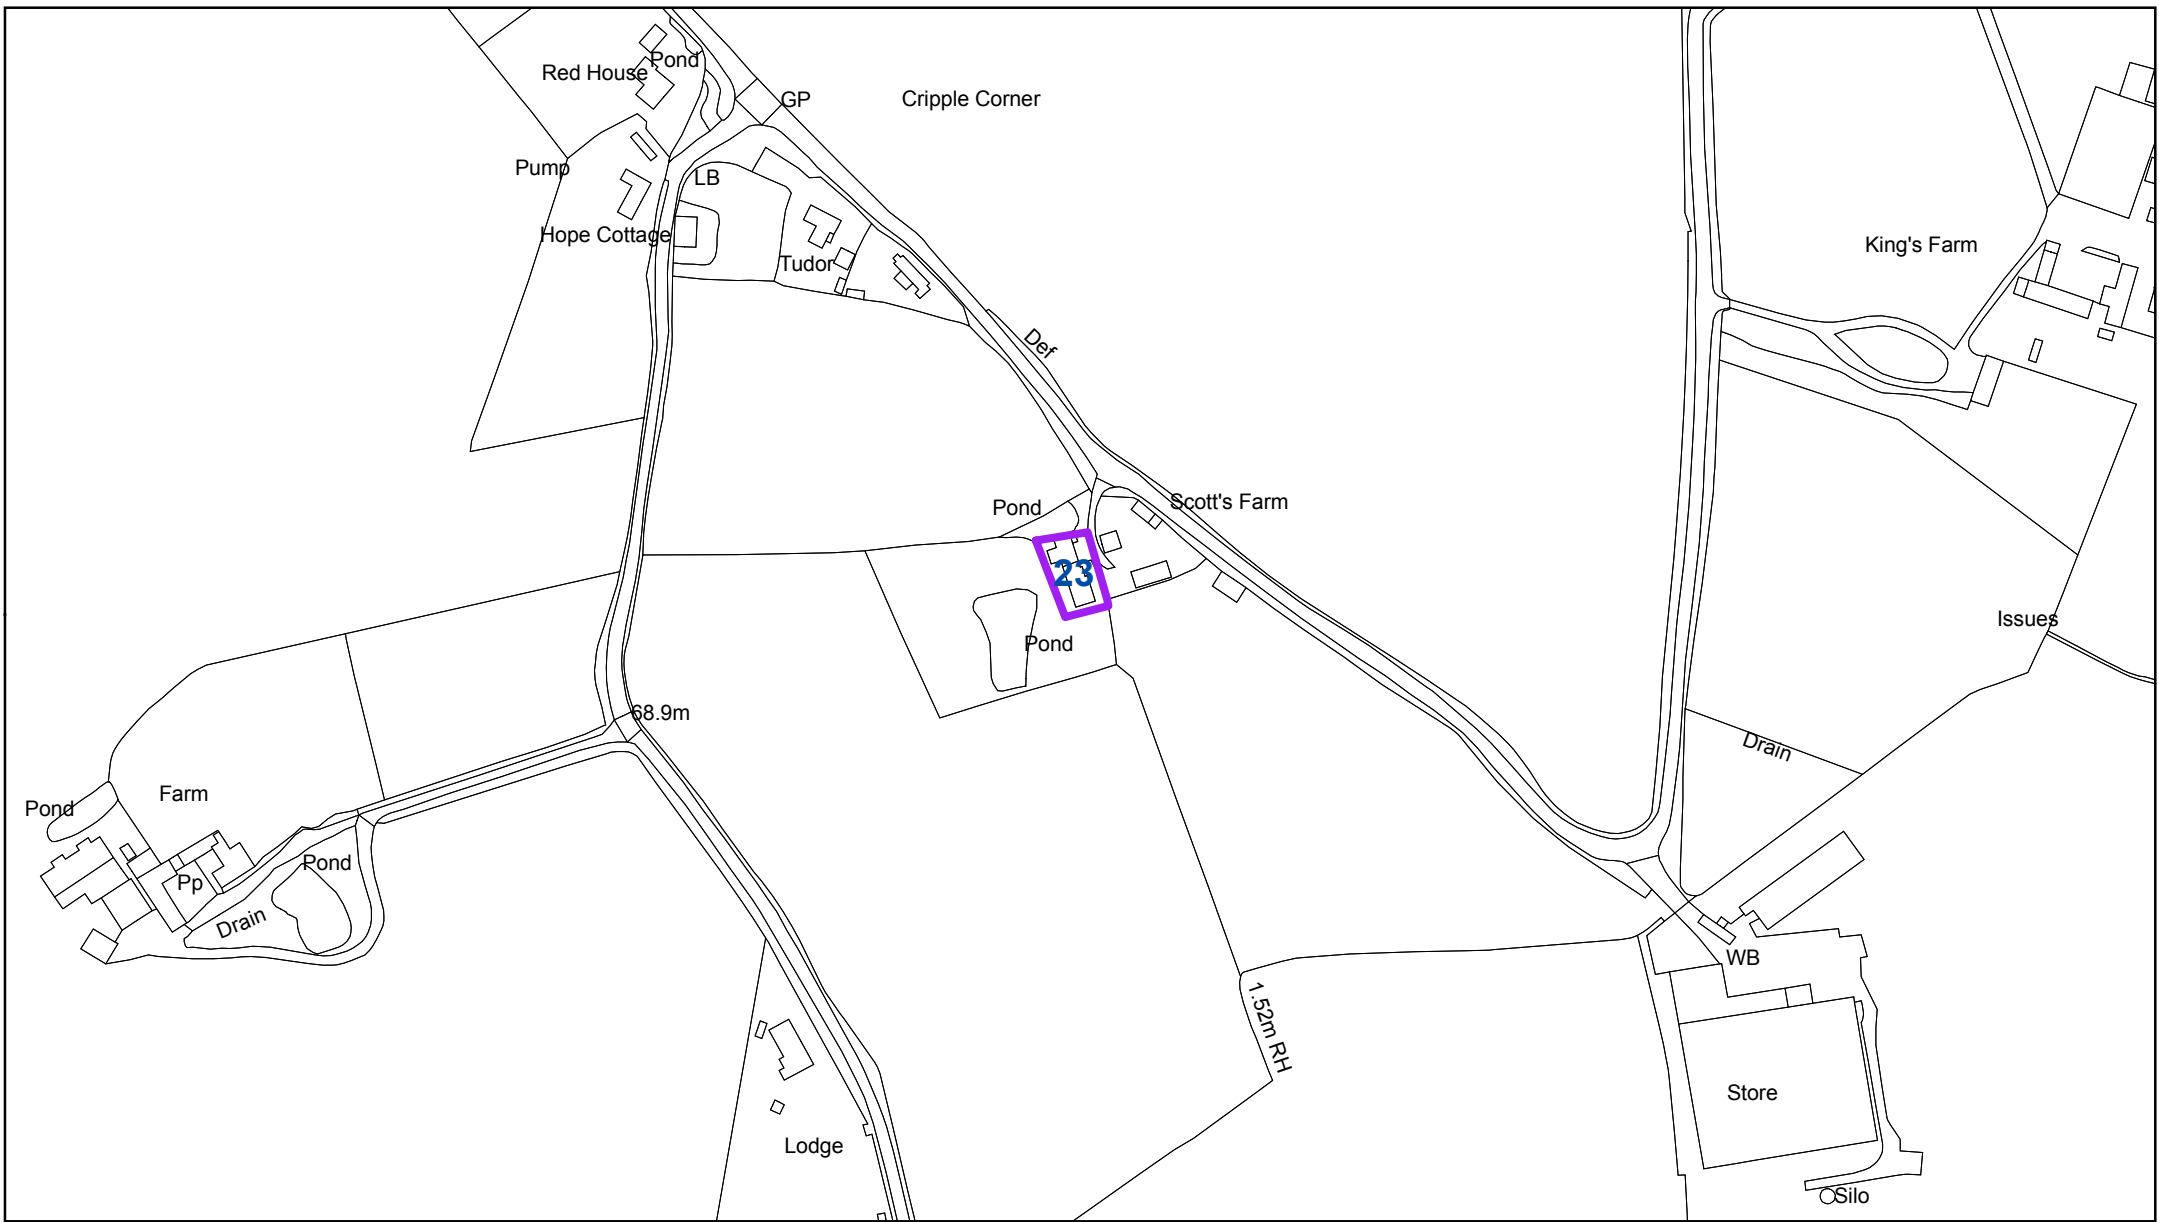 Pond
Red House
GP
Cripple Corner
Pump
LB
Hope Cottage
King's Farm
Tudor
Def
Scott's Farm
Pond
23
Issues
Pond
68.9m
Drain
Farm
Pond
Pond
Pp
Drain
WB
1.52m RH
Store
Lodge
Silo